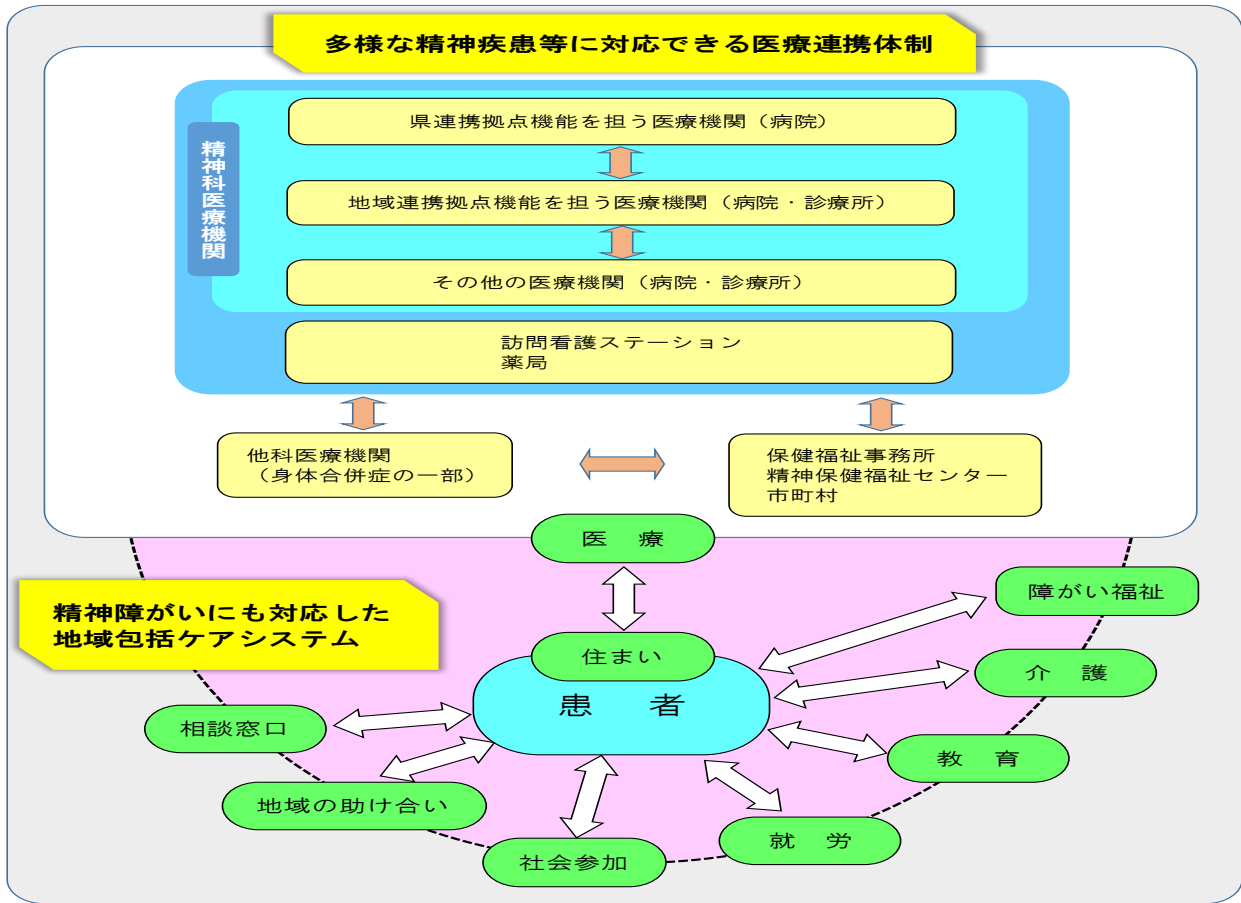 多様な精神疾患等に対応できる医療連携体制
精神科医療機関
県連携拠点機能を担う医療機関（病院）
地域連携拠点機能を担う医療機関（病院・診療所）
その他の医療機関（病院・診療所）
訪問看護ステーション
薬局
他科医療機関
（身体合併症の一部）
保健福祉事務所
精神保健福祉センター
市町村
医　療
精神障がいにも対応した
地域包括ケアシステム
住まい
患　者
障がい福祉
介　護
教　育
就　労
社会参加
地域の助け合い
相談窓口